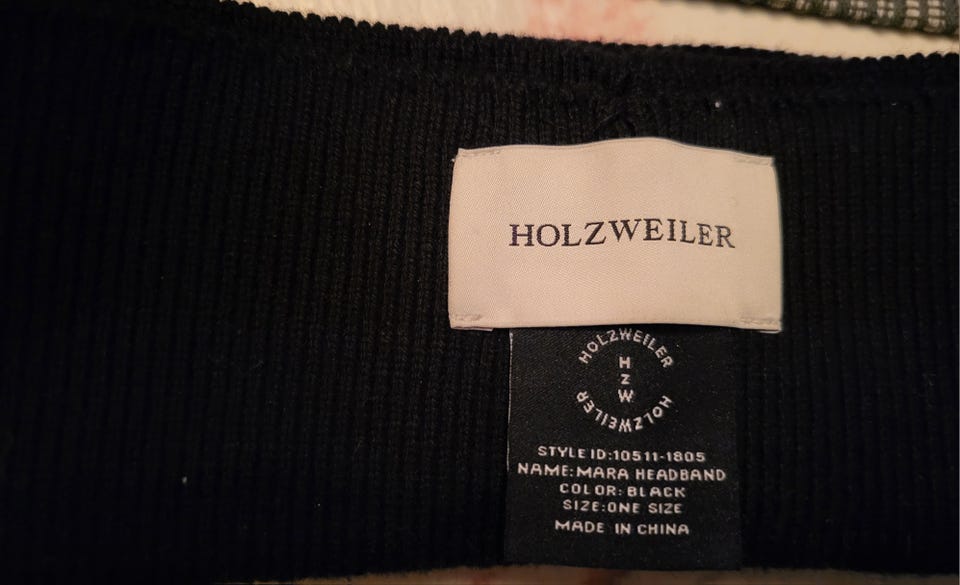 HOLZWEILER
HOLZWEILER
H
Z
W
HOLZWEILER
STYLE ID:10511-1805
NAME:MARA HEADBAND
COLOR: BLACK
SIZE:ONE SIZE
MADE IN CHINA